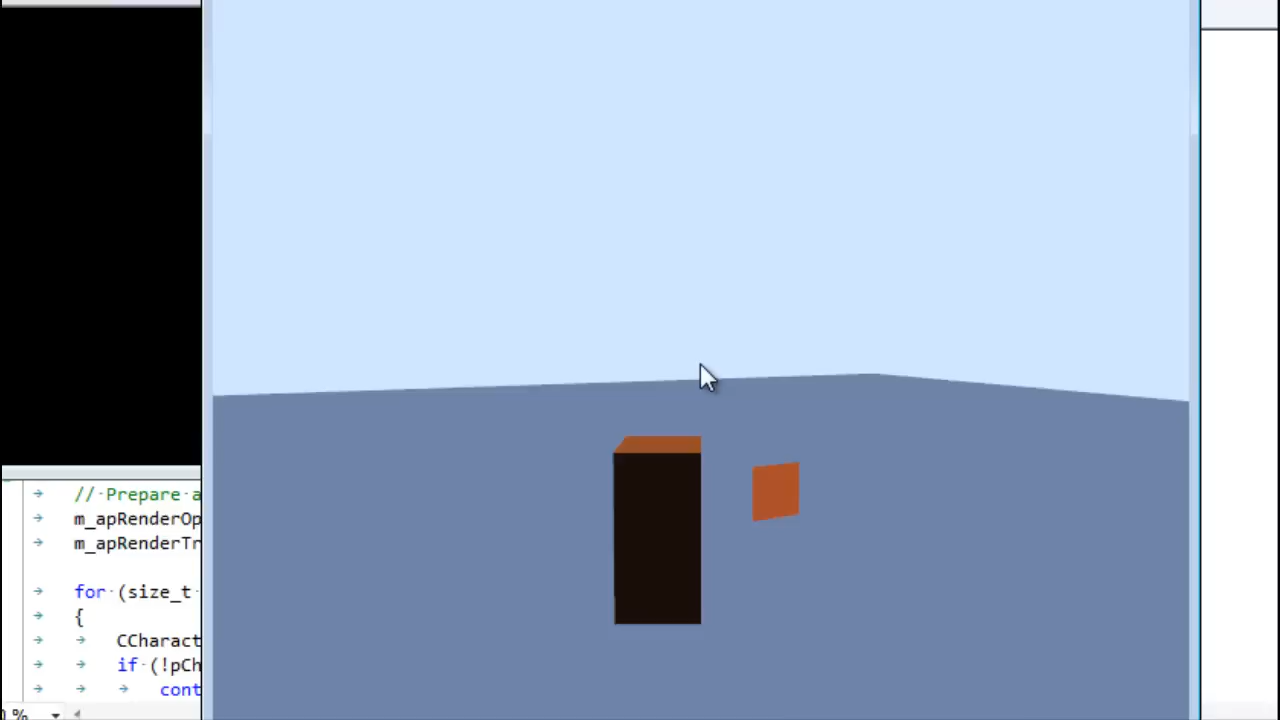 // Prepare a
m_apRenderOp
m_apRenderTr
for (size_t
{
CCharact
if (!pCh
cont
%